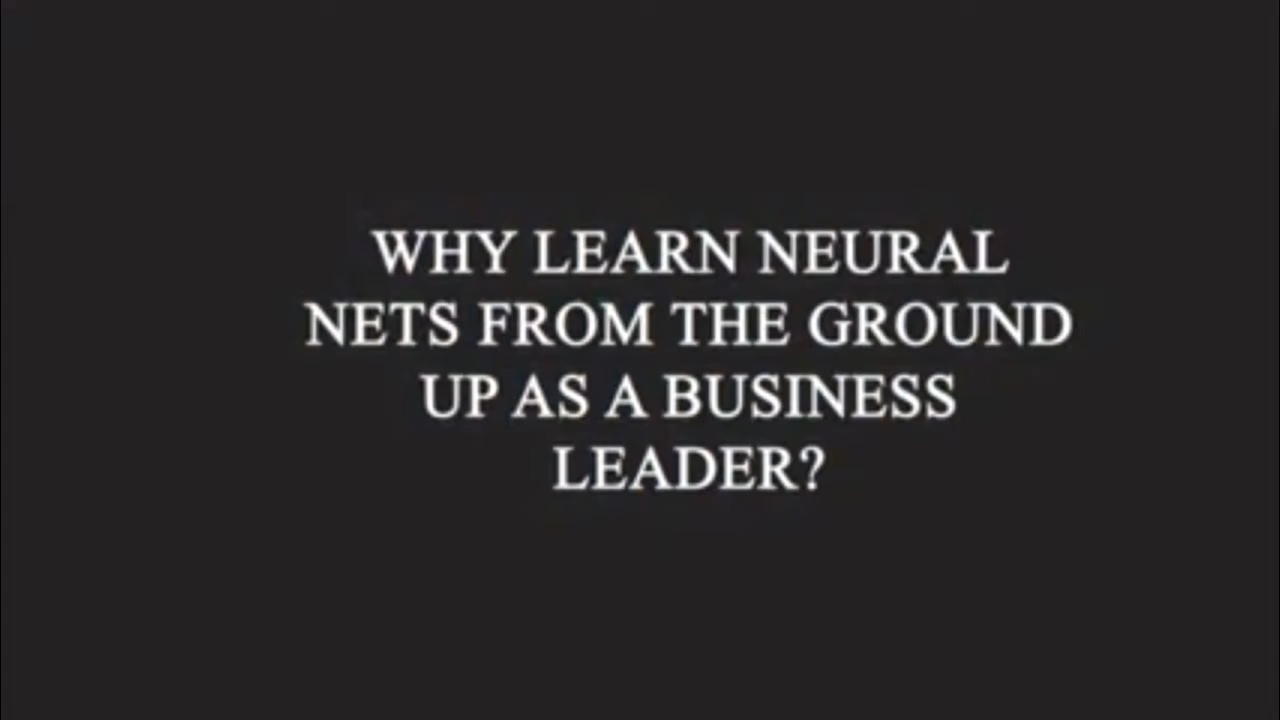 WHY LEARN NEURAL
NETS FROM THE GROUND
UP AS A BUSINESS
LEADER?